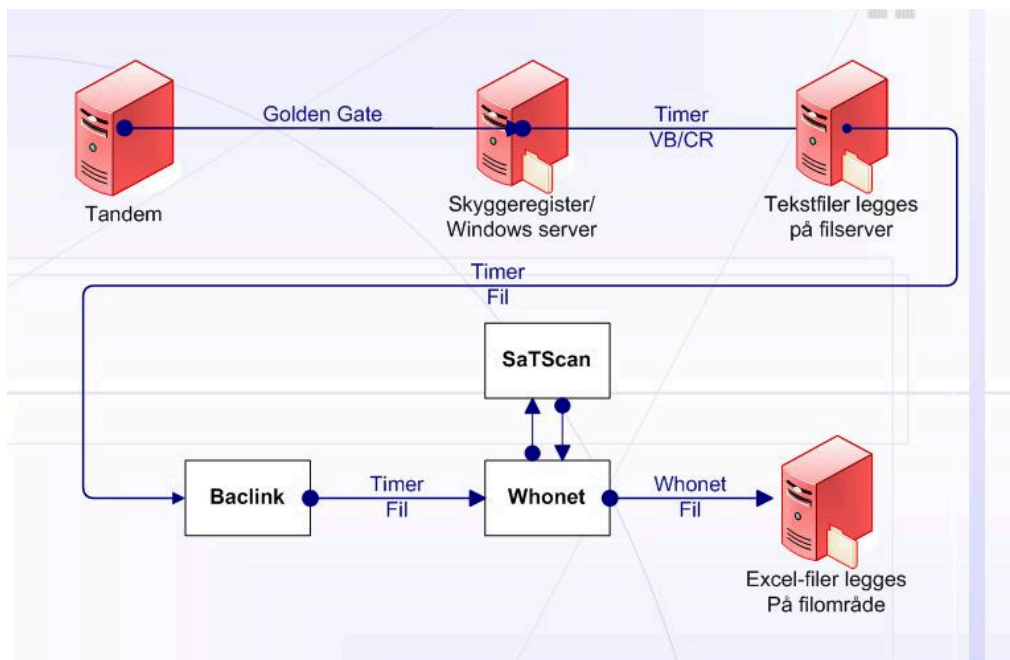 Golden Gate
Timer
VB/CR
Tandem
Skyggeregister/
Windows server
Tekstfiler legges
på filserver
Timer
Fil
SaTScan
Baclink
Timer
Fil
Whonet
Whonet
Fil
Excel-filer legges
På filområde